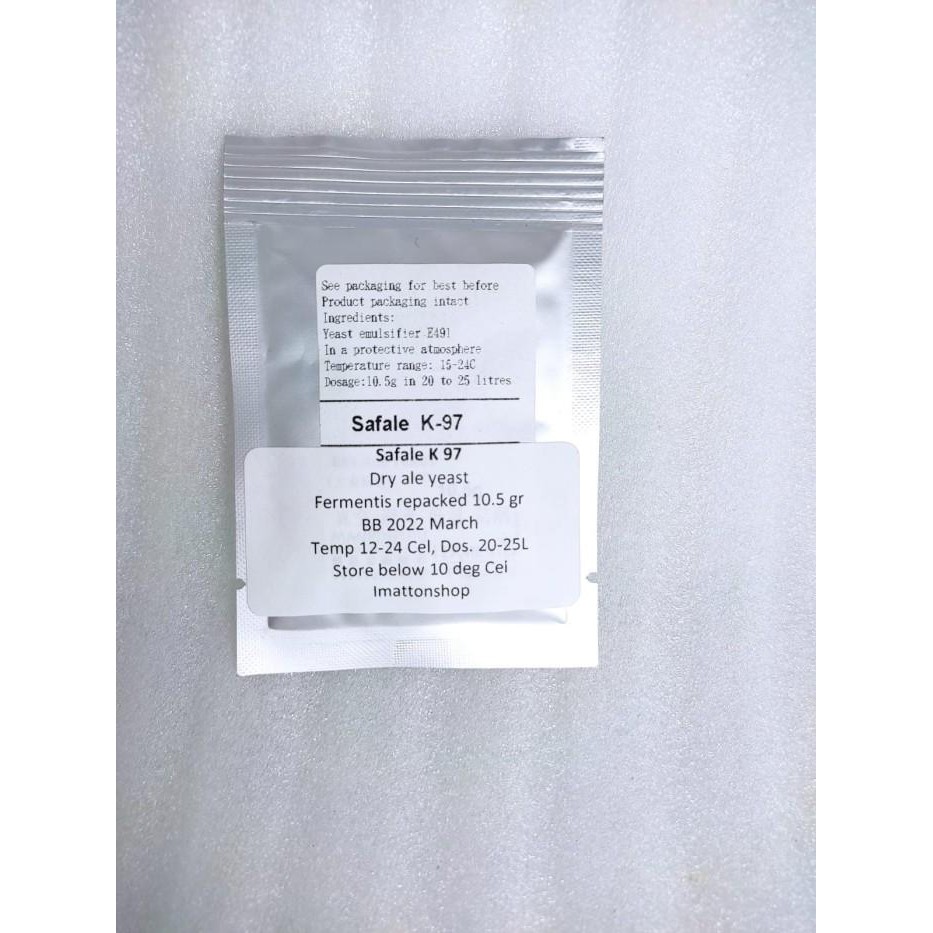 See packaging for best before
Product packaging intact
Ingredients:
Yeast emulsifier E491
In a protective atmosphere
Temperature range: 15-24C
Dosage:10.5g in 20 to 25 litres
Safale K-97
Safale K 97
Dry ale yeast
Fermentis repacked 10.5 gr
BB 2022 March
Temp 12-24 Cel, Dos. 20-25L
Store below 10 deg Cei
Imattonshop